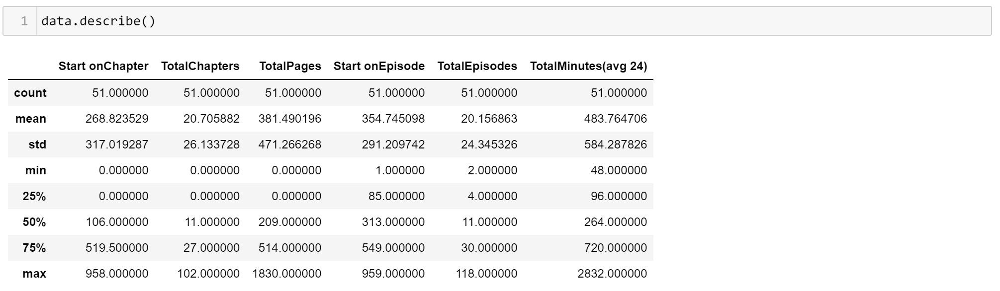 1 data.describe()
Start onChapter TotalChapters TotalPages Start onEpisode TotalEpisodes TotalMinutes(avg 24)
count 51.000000 51.000000 51.000000 51.000000 51.000000 51.000000
mean 268.823529 20.705882 381.490196 354.745098 20.156863 483.764706
std 317.019287 26.133728 471.266268 291.209742 24.345326 584.287826
min 0.000000 0.000000 0.000000 1.000000 2.000000 48.000000
25% 0.000000 0.000000 0.000000 85.000000 4.000000 96.000000
50% 106.000000 11.000000 209.000000 313.000000 11.000000 264.000000
75% 519.500000 27.000000 514.000000 549.000000 30.000000 720.000000
max 958.000000 102.000000 1830.000000 959.000000 118.000000 2832.000000